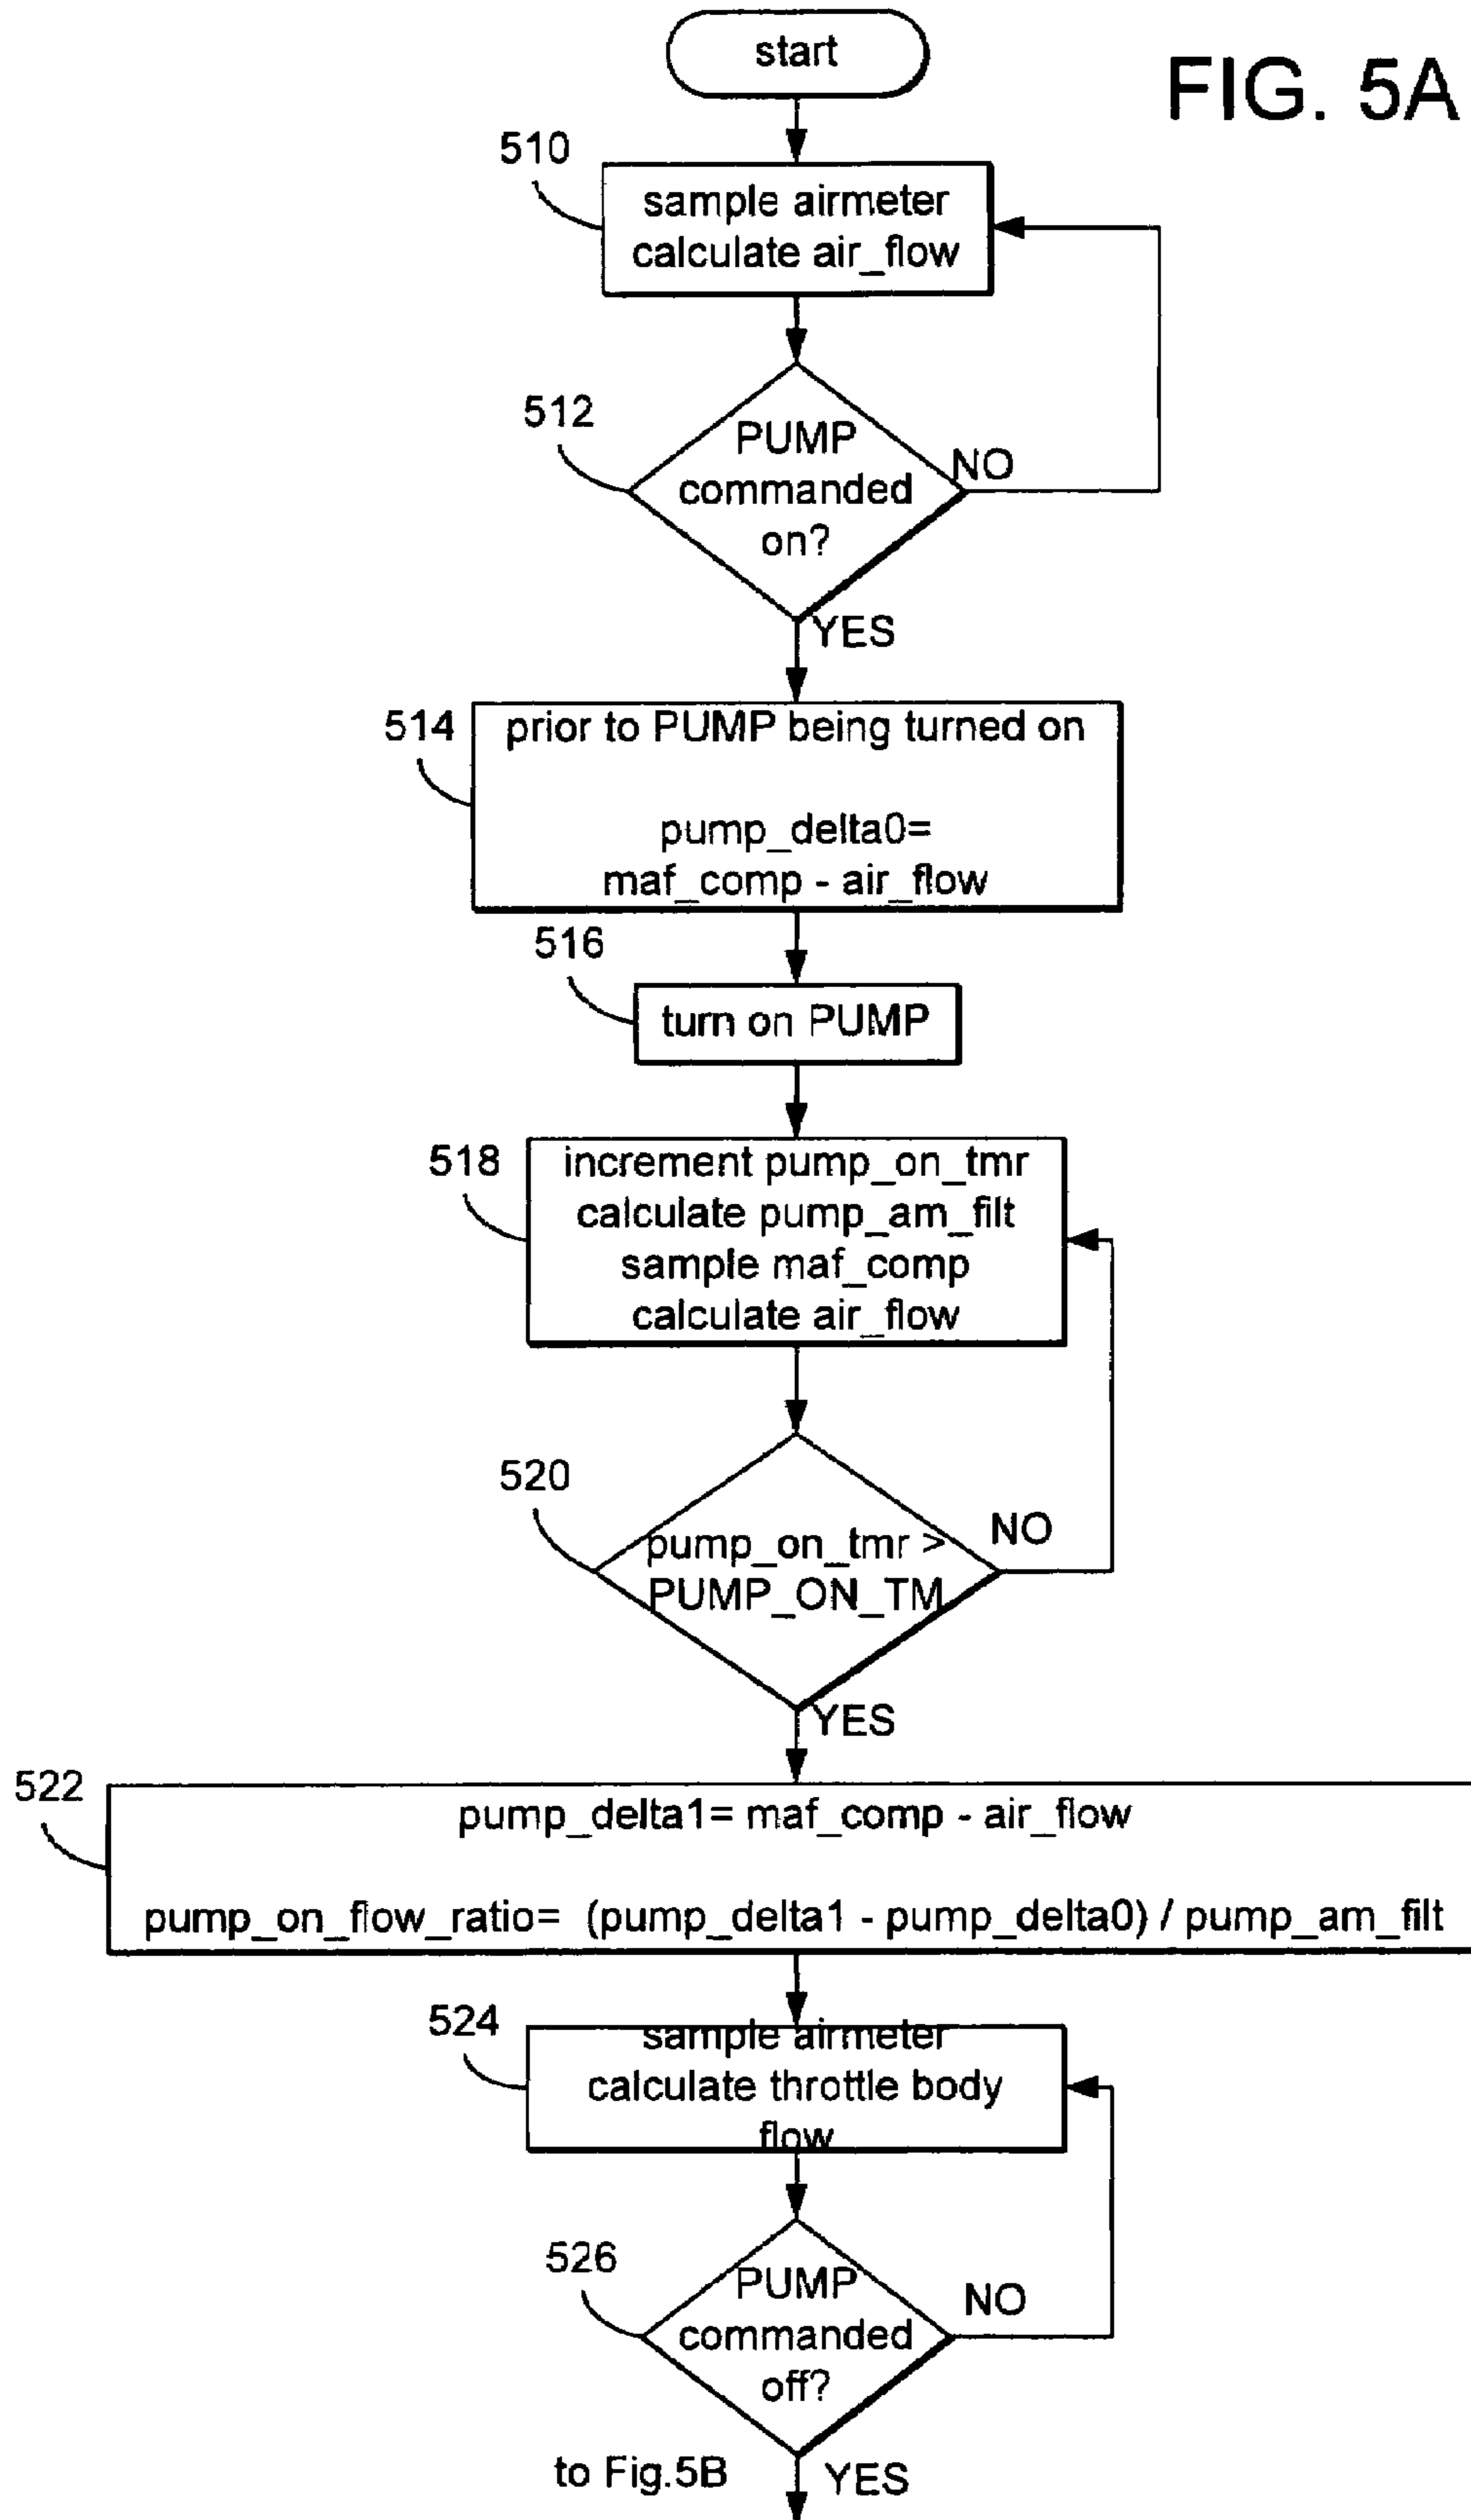 start
FIG. 5A
510
sample airmeter
calculate air_flow
512
PUMP
commanded
on?
NO
YES
514
prior to PUMP being turned on
pump_delta0=
maf_comp - air_flow
516
turn on PUMP
518
increment pump_on_tmr
calculate pump_am_filt
sample maf_comp
calculate air_flow
520
pump_on_tmr >
PUMP_ON_TM
NO
YES
522
pump_delta1= maf_comp - air_flow
pump_on_flow_ratio= (pump_delta1 - pump_delta0) / pump_am_filt
524
sample airmeter
calculate throttle body
flow
526
PUMP
commanded
off?
NO
to Fig.5B
YES